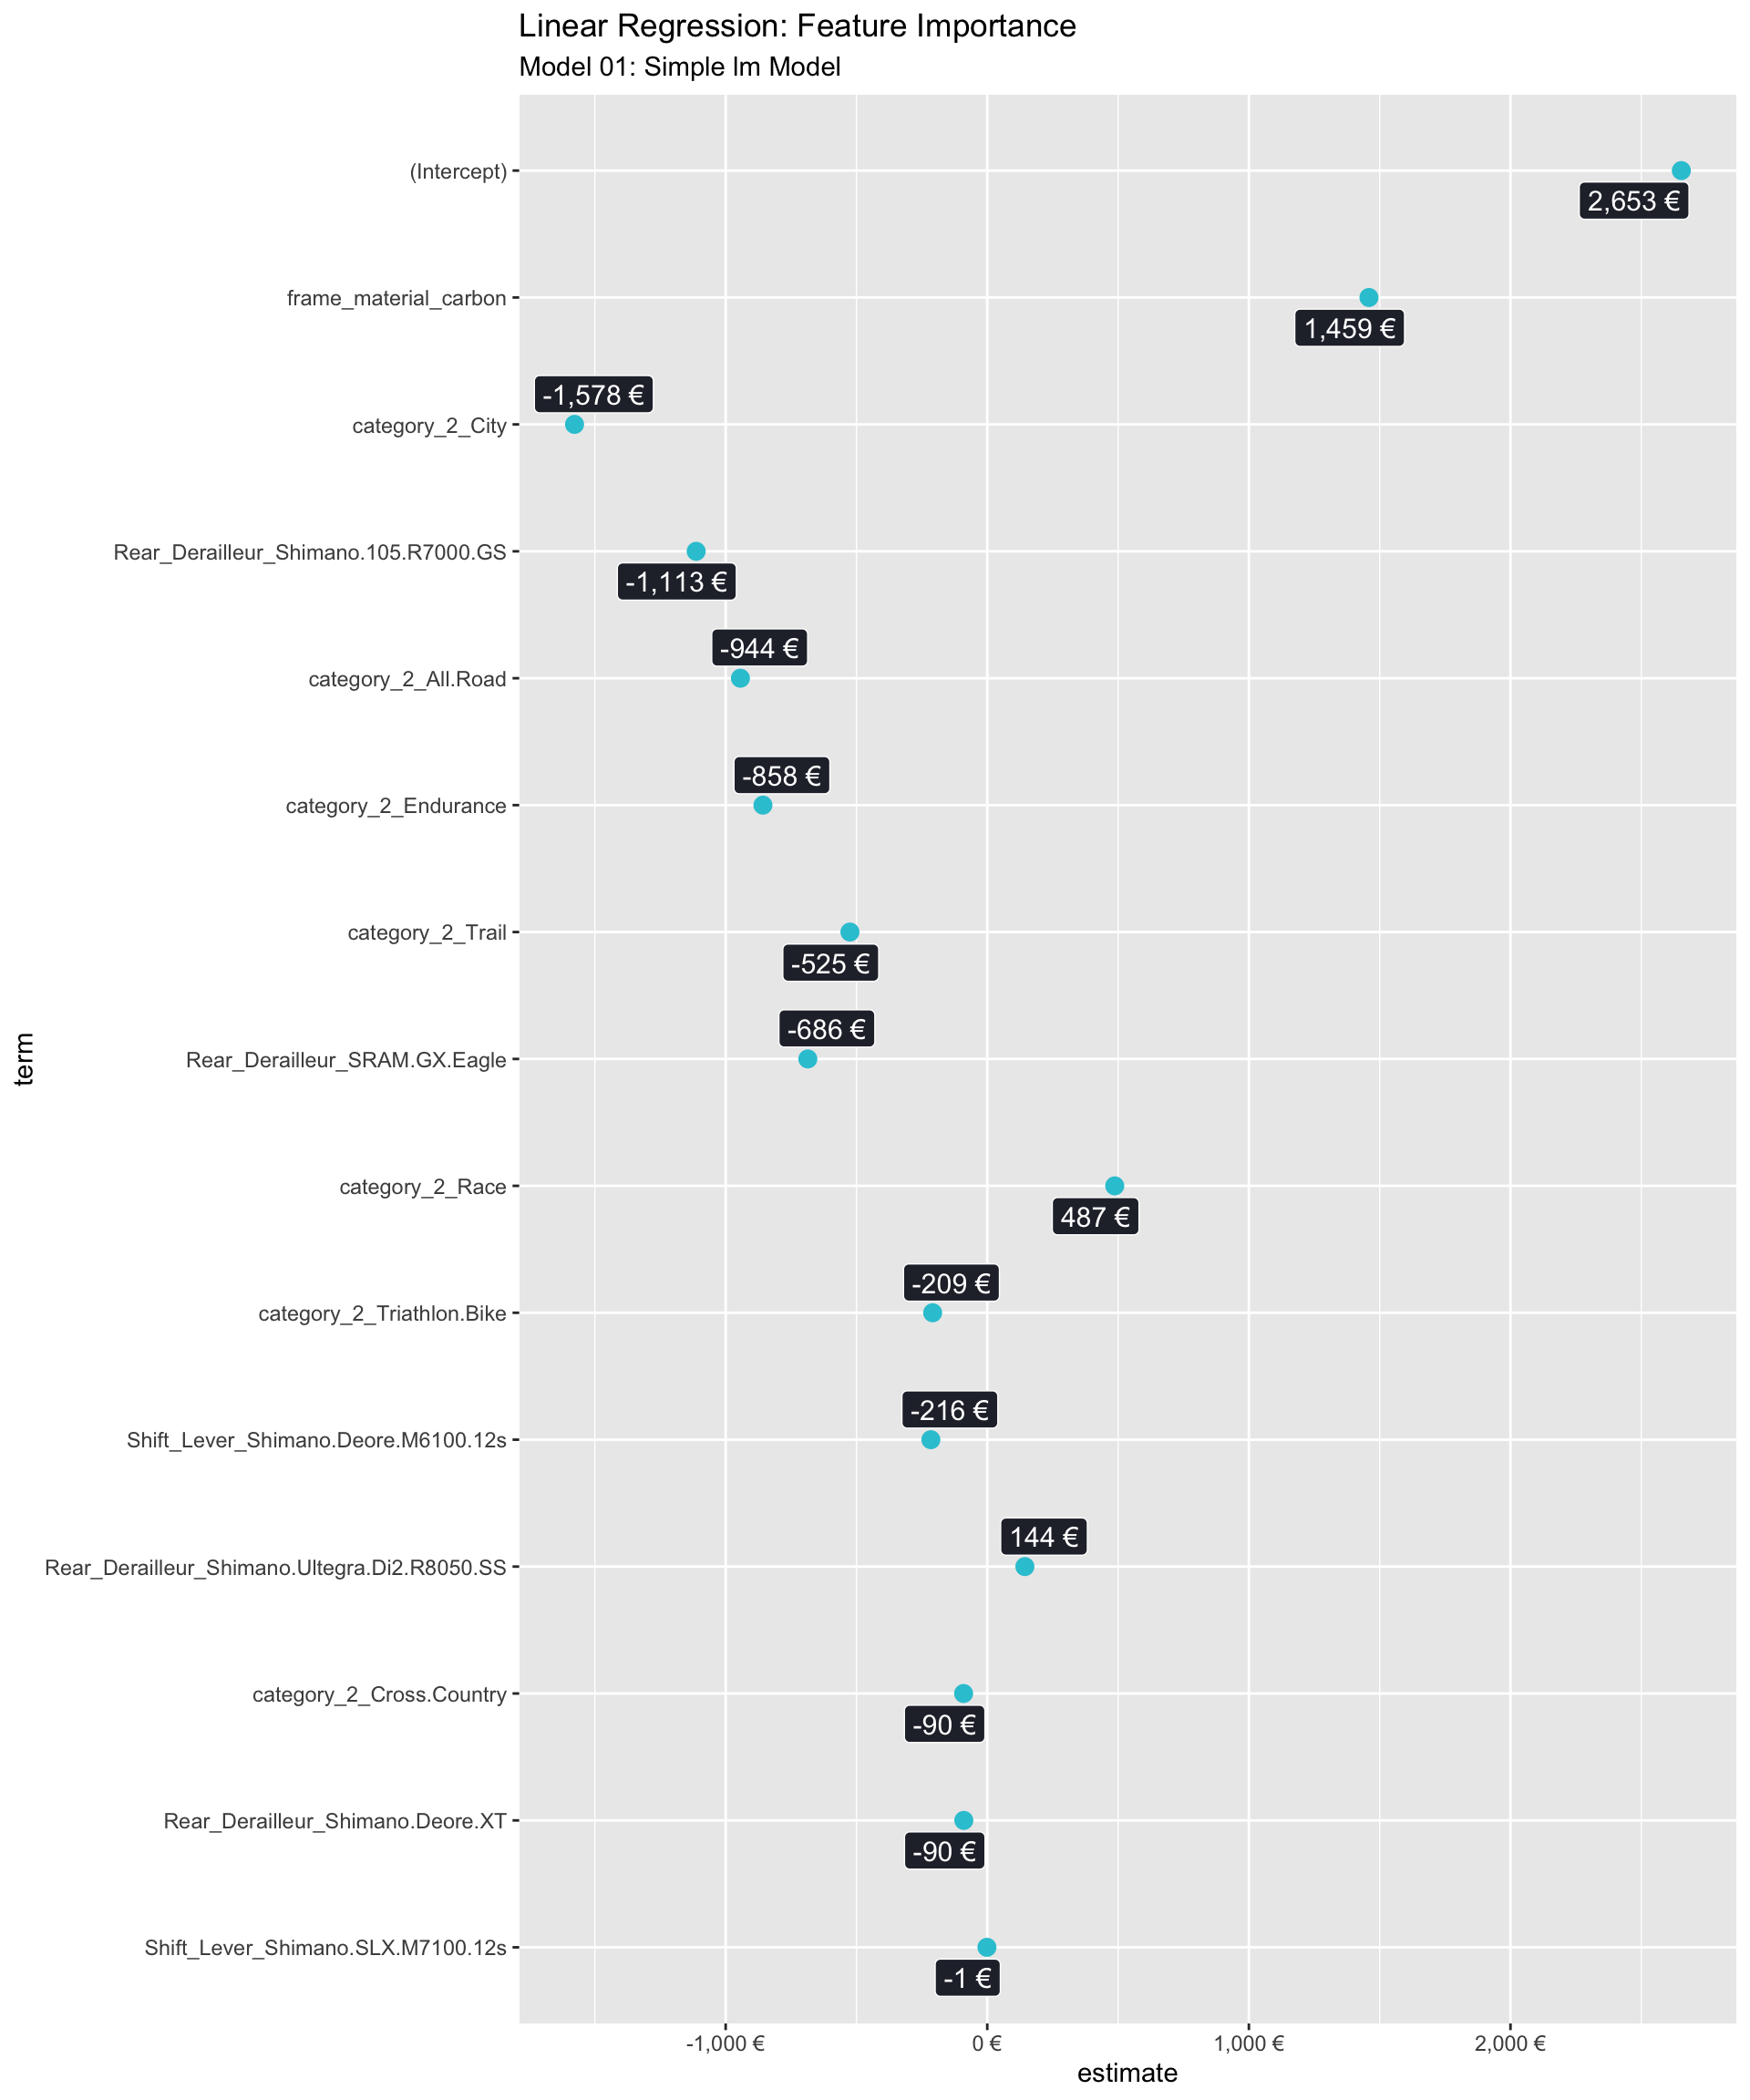 Linear Regression: Feature Importance
Model 01: Simple lm Model
(Intercept)
2,653 €
frame_material_carbon
1,459 €
-1,578 €
category_2_City
Rear_Derailleur_Shimano.105.R7000.GS
-1,113 €
-944 €
category_2_All.Road
-858 €
category_2_Endurance
category_2_Trail
-525 €
-686 €
Rear_Derailleur_SRAM.GX.Eagle
term
category_2_Race
487 €
-209 €
category_2_Triathlon.Bike
-216 €
Shift_Lever_Shimano.Deore.M6100.12s
144 €
Rear_Derailleur_Shimano.Ultegra.Di2.R8050.SS
category_2_Cross.Country
-90 €
Rear_Derailleur_Shimano.Deore.XT
-90 €
Shift_Lever_Shimano.SLX.M7100.12s
-1 €
-1,000 € 0 € 1,000 € 2,000 €
estimate